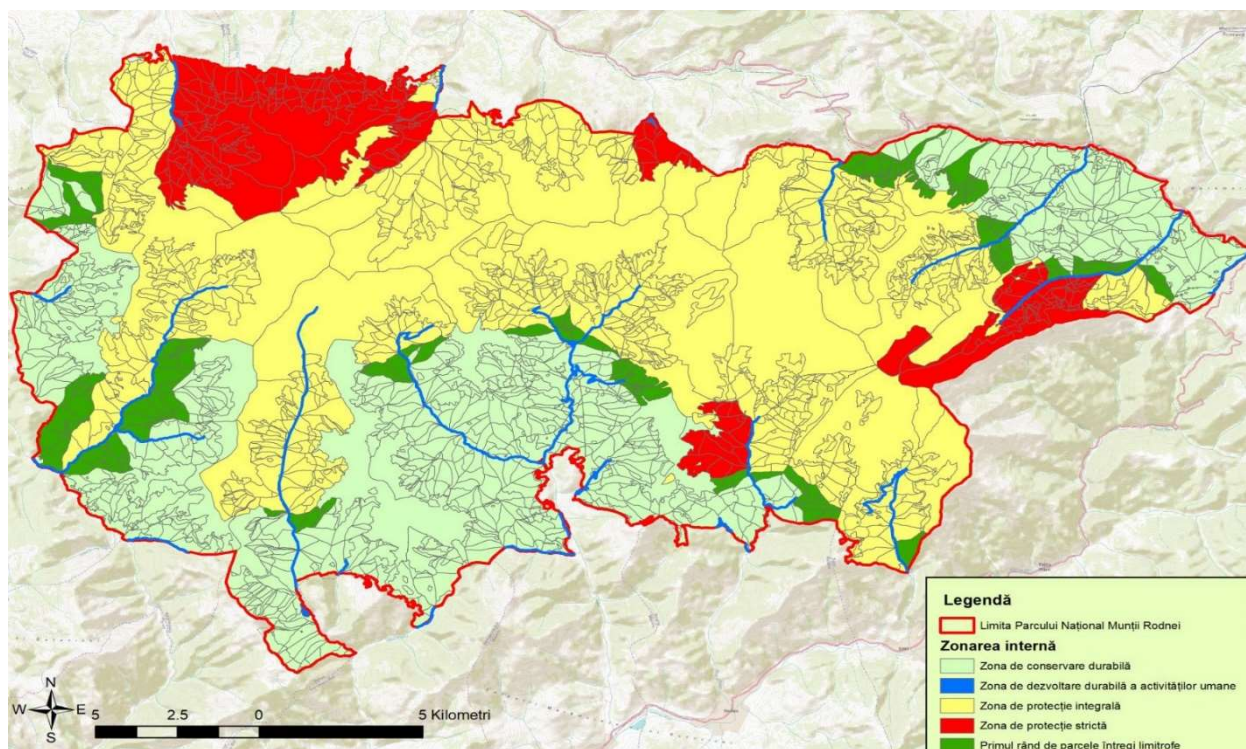 Legendă
Limita Parcului Național Munții Rodnei
Zonarea internă
Zona de conservare durabilă
Zona de dezvoltare durabilă a activităților umane
Zona de protecție integrală
Zona de protecție strictă
Primul rând de parcele întregi limitrofe
N
W E
S
5 2.5 0 5 Kilometri